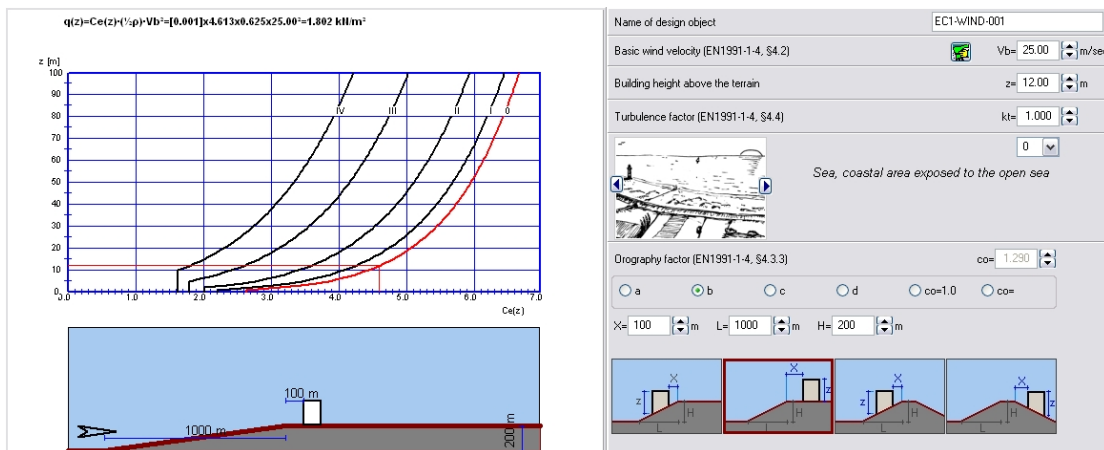 q(z)=Ce(z)·(½ρ)·Vb²=[0.001]x4.613x0.625x25.00²=1.802 kN/m²
z [m]
100
90
80
70
60
50
40
30
20
10
0
IV III II I 0
0.0 1.0 2.0 3.0 4.0 5.0 6.0 7.0
Ce(z)
100 m
1000 m
200 m
Name of design object EC1-WIND-001
Basic wind velocity (EN1991-1-4, §4.2) Vb= 25.00 m/sec
Building height above the terrain z= 12.00 m
Turbulence factor (EN1991-1-4, §4.4) kt= 1.000
0
Sea, coastal area exposed to the open sea
Orography factor (EN1991-1-4, §4.3.3) co= 1.290
a b c d co=1.0 co=
X= 100 m L= 1000 m H= 200 m
z X H L
X z H L
z X H L
X z H L